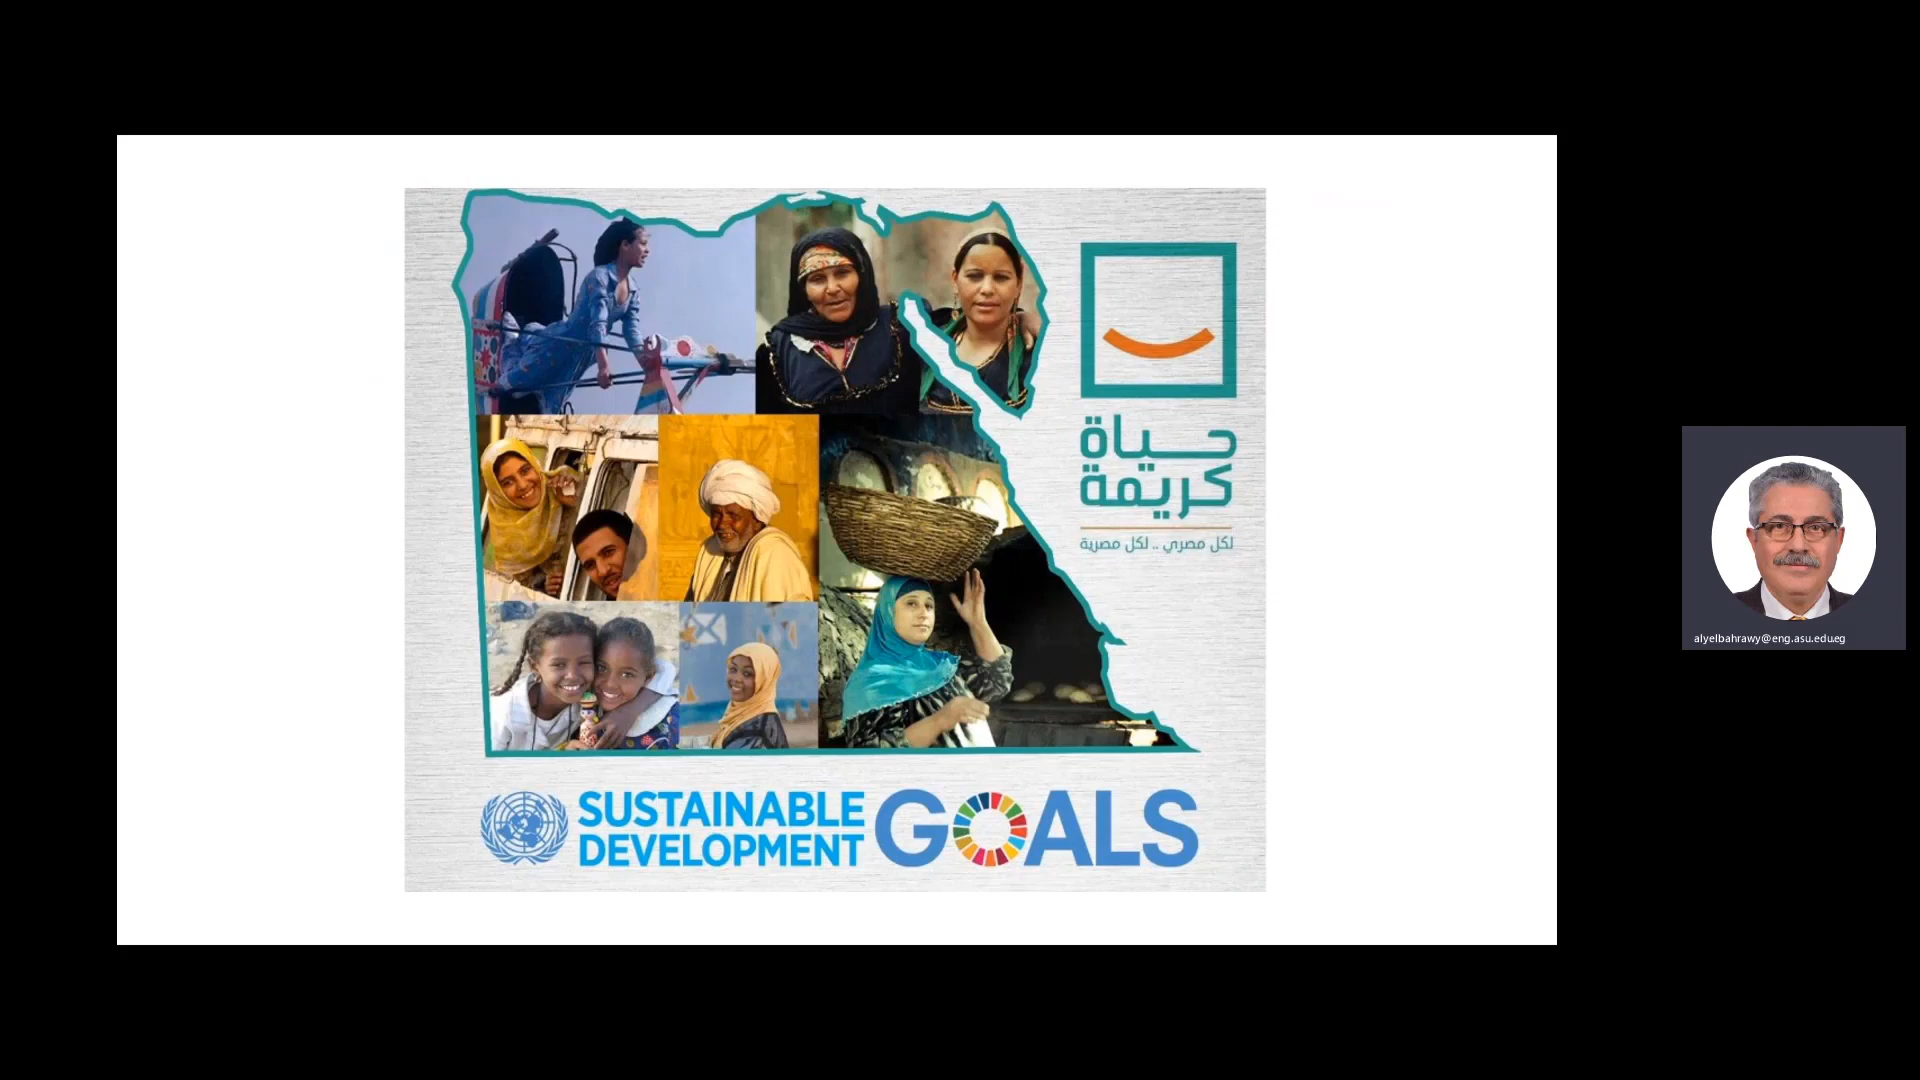 حياة
كريمة
لكل مصري .. لكل مصرية
SUSTAINABLE
DEVELOPMENT
GOALS
alyelbahrawy@eng.asu.edu.eg